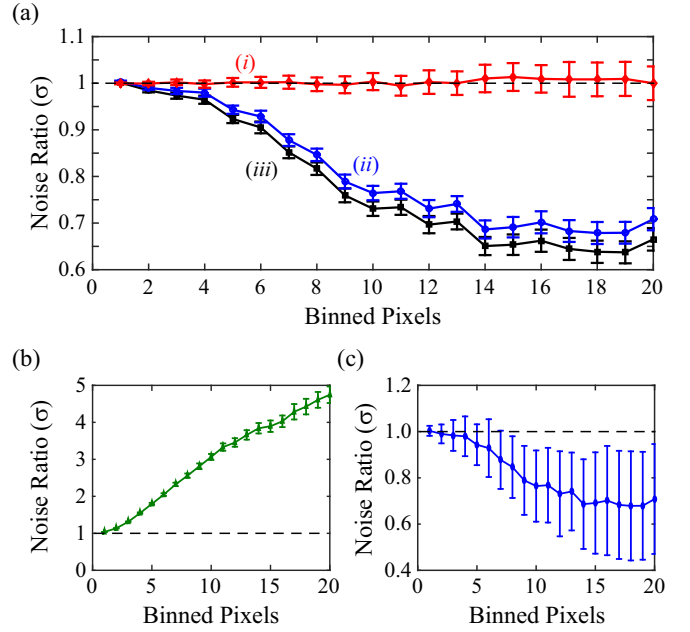 (a)
1.1
1
0.9
0.8
0.7
0.6
Noise Ratio (σ)
(i)
(ii)
(iii)
0 2 4 6 8 10 12 14 16 18 20
Binned Pixels
(b) (c)
5
4
3
2
1
0
Noise Ratio (σ)
0 5 10 15 20
Binned Pixels
1.2
1.0
0.8
0.6
0.4
Noise Ratio (σ)
0 5 10 15 20
Binned Pixels